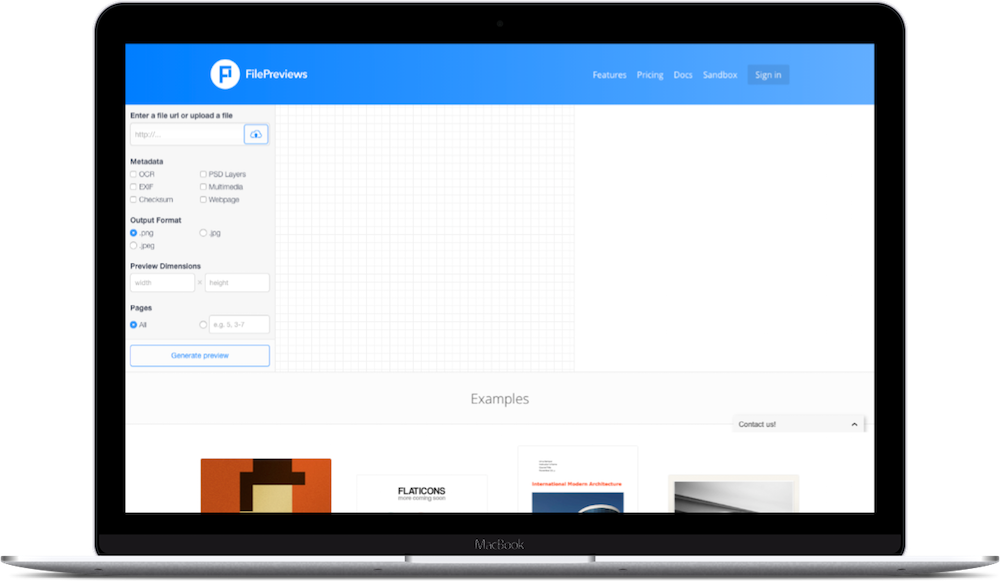 FilePreviews
Features Pricing Docs Sandbox Sign in
Enter a file url or upload a file
http://...
Metadata
OCR PSD Layers
EXIF Multimedia
Checksum Webpage
Output Format
.png .jpg
.jpeg
Preview Dimensions
width × height
Pages
All e.g. 5, 3-7
Generate preview
Examples
Contact us!
FLATICONS
more coming soon
International Modern Architecture
MacBook